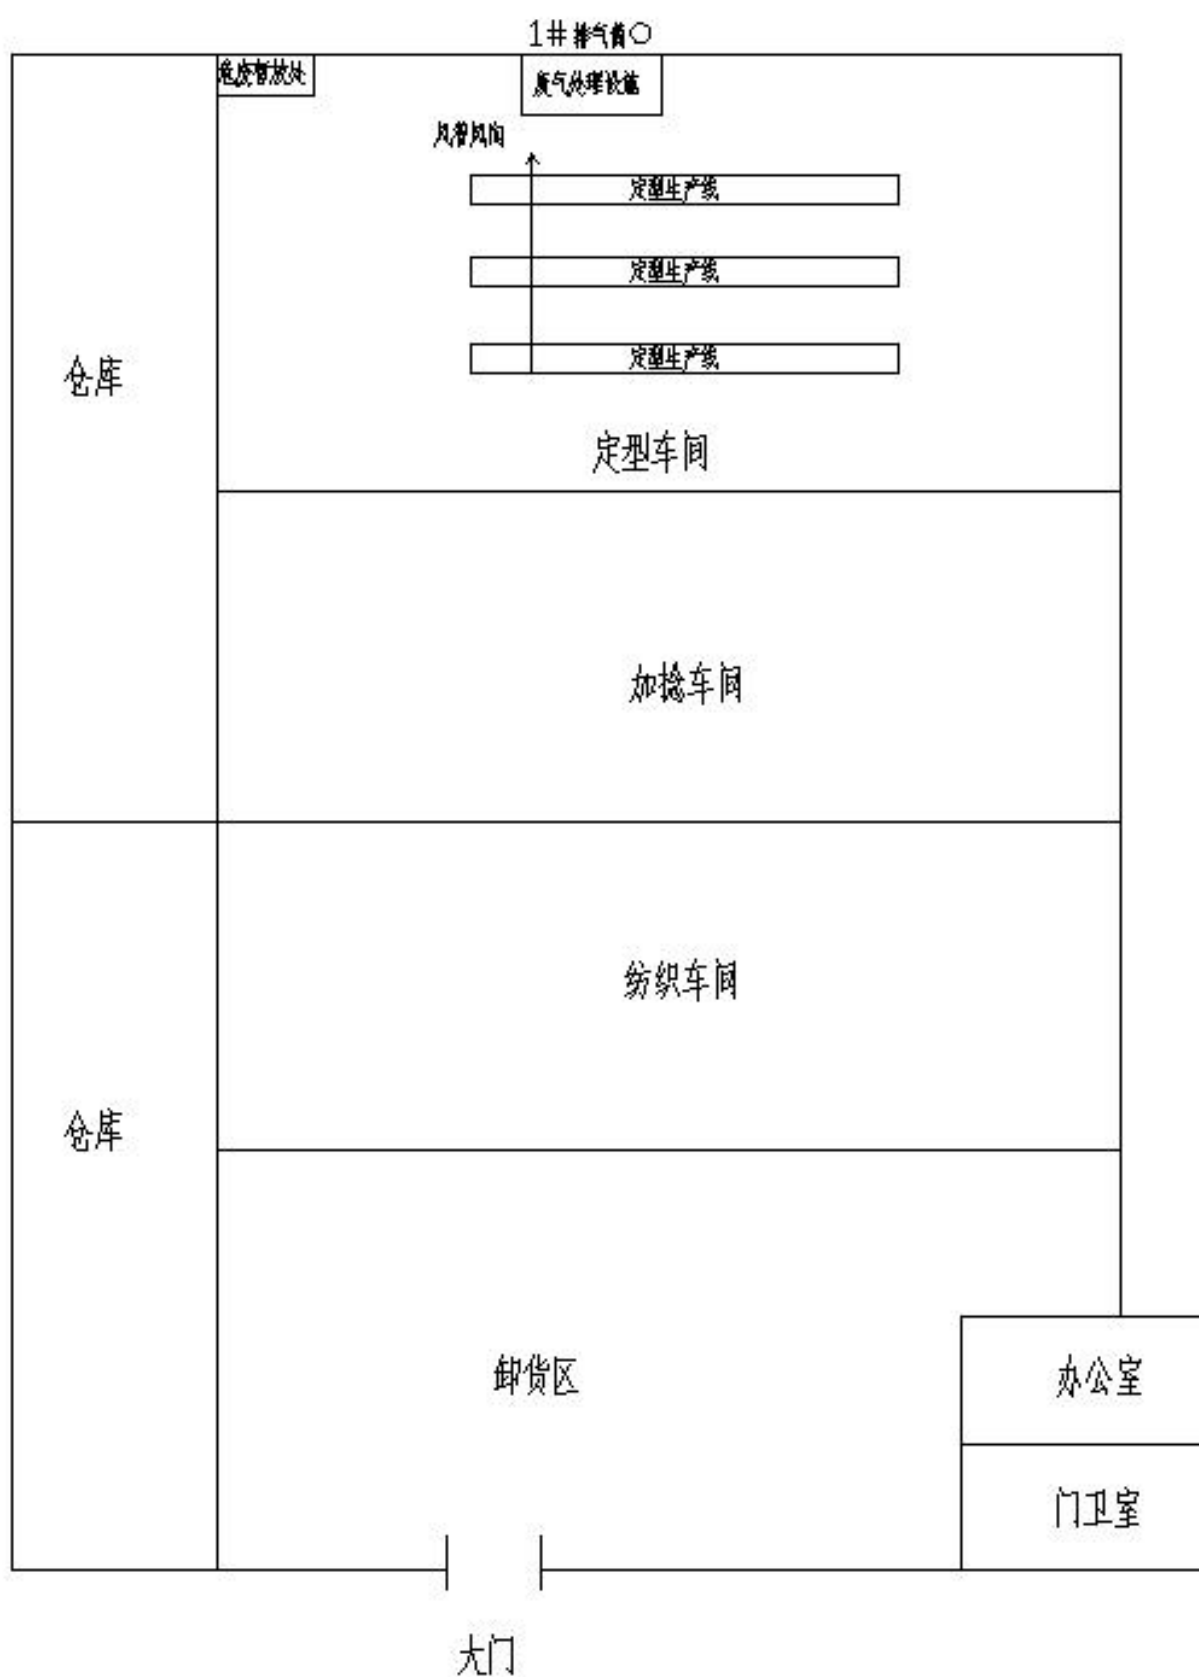 1#排气筒
危废暂放处
废气处理设施
风管风向
定型生产线
定型生产线
定型生产线
仓库
定型车间
加捻车间
纺织车间
仓库
卸货区
办公室
门卫室
大门